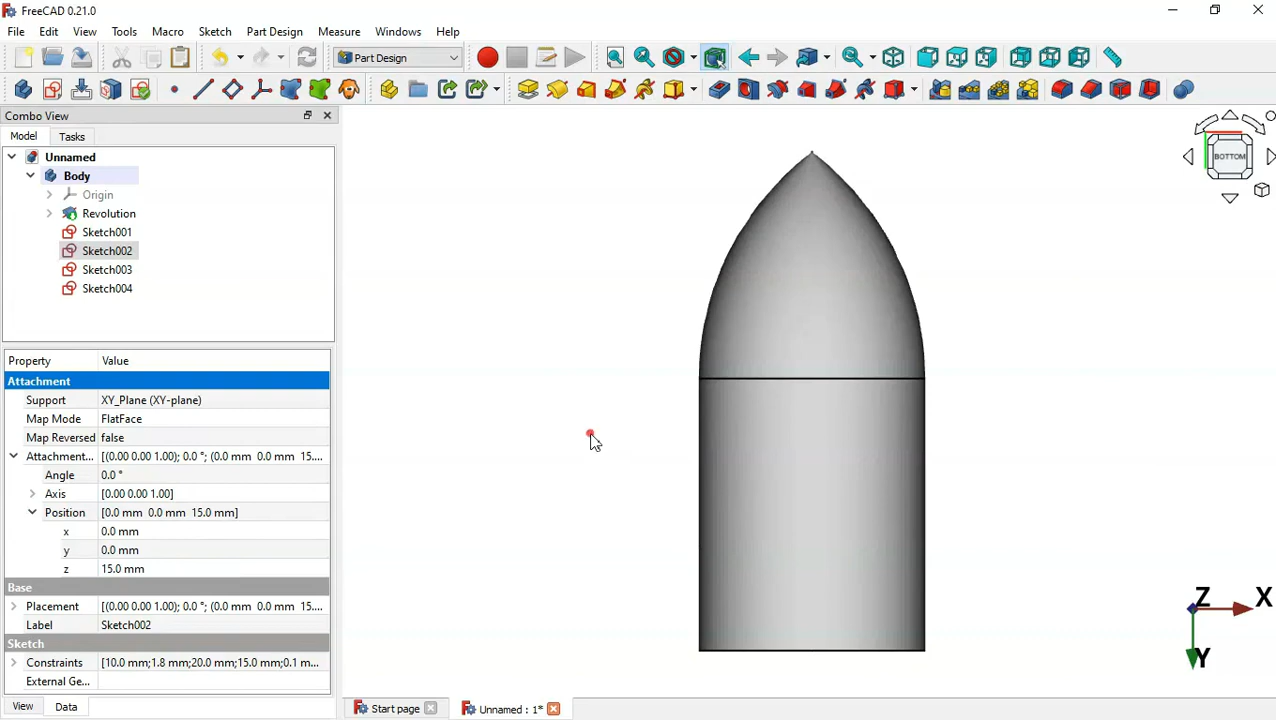 FreeCAD 0.21.0
File Edit View Tools Macro Sketch Part Design Measure Windows Help
Part Design
Combo View
Model Tasks
Unnamed
Body
Origin
Revolution
Sketch001
Sketch002
Sketch003
Sketch004
BOTTOM
Property Value
Attachment
Support XY_Plane (XY-plane)
Map Mode FlatFace
Map Reversed false
Attachment... [(0.00 0.00 1.00); 0.0 °; (0.0 mm 0.0 mm 15....
Angle 0.0 °
Axis [0.00 0.00 1.00]
Position [0.0 mm 0.0 mm 15.0 mm]
x 0.0 mm
y 0.0 mm
z 15.0 mm
Base
Placement [(0.00 0.00 1.00); 0.0 °; (0.0 mm 0.0 mm 15....
Label Sketch002
Sketch
Constraints [10.0 mm;1.8 mm;20.0 mm;15.0 mm;0.1 m...
External Ge...
Z X
Y
View Data
Start page Unnamed : 1*